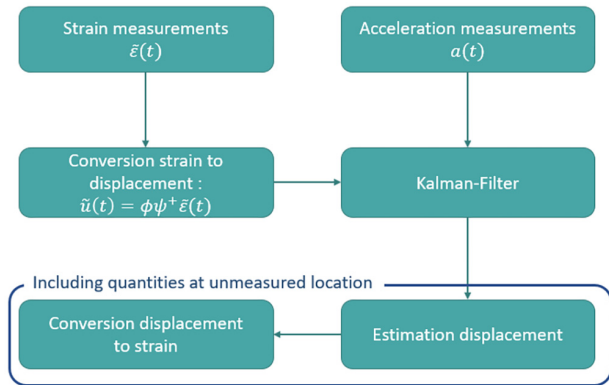 Strain measurements
ε̃(t)
Acceleration measurements
a(t)
Conversion strain to
displacement :
ũ(t) = ϕψ⁺ε̃(t)
Kalman-Filter
Including quantities at unmeasured location
Conversion displacement
to strain
Estimation displacement